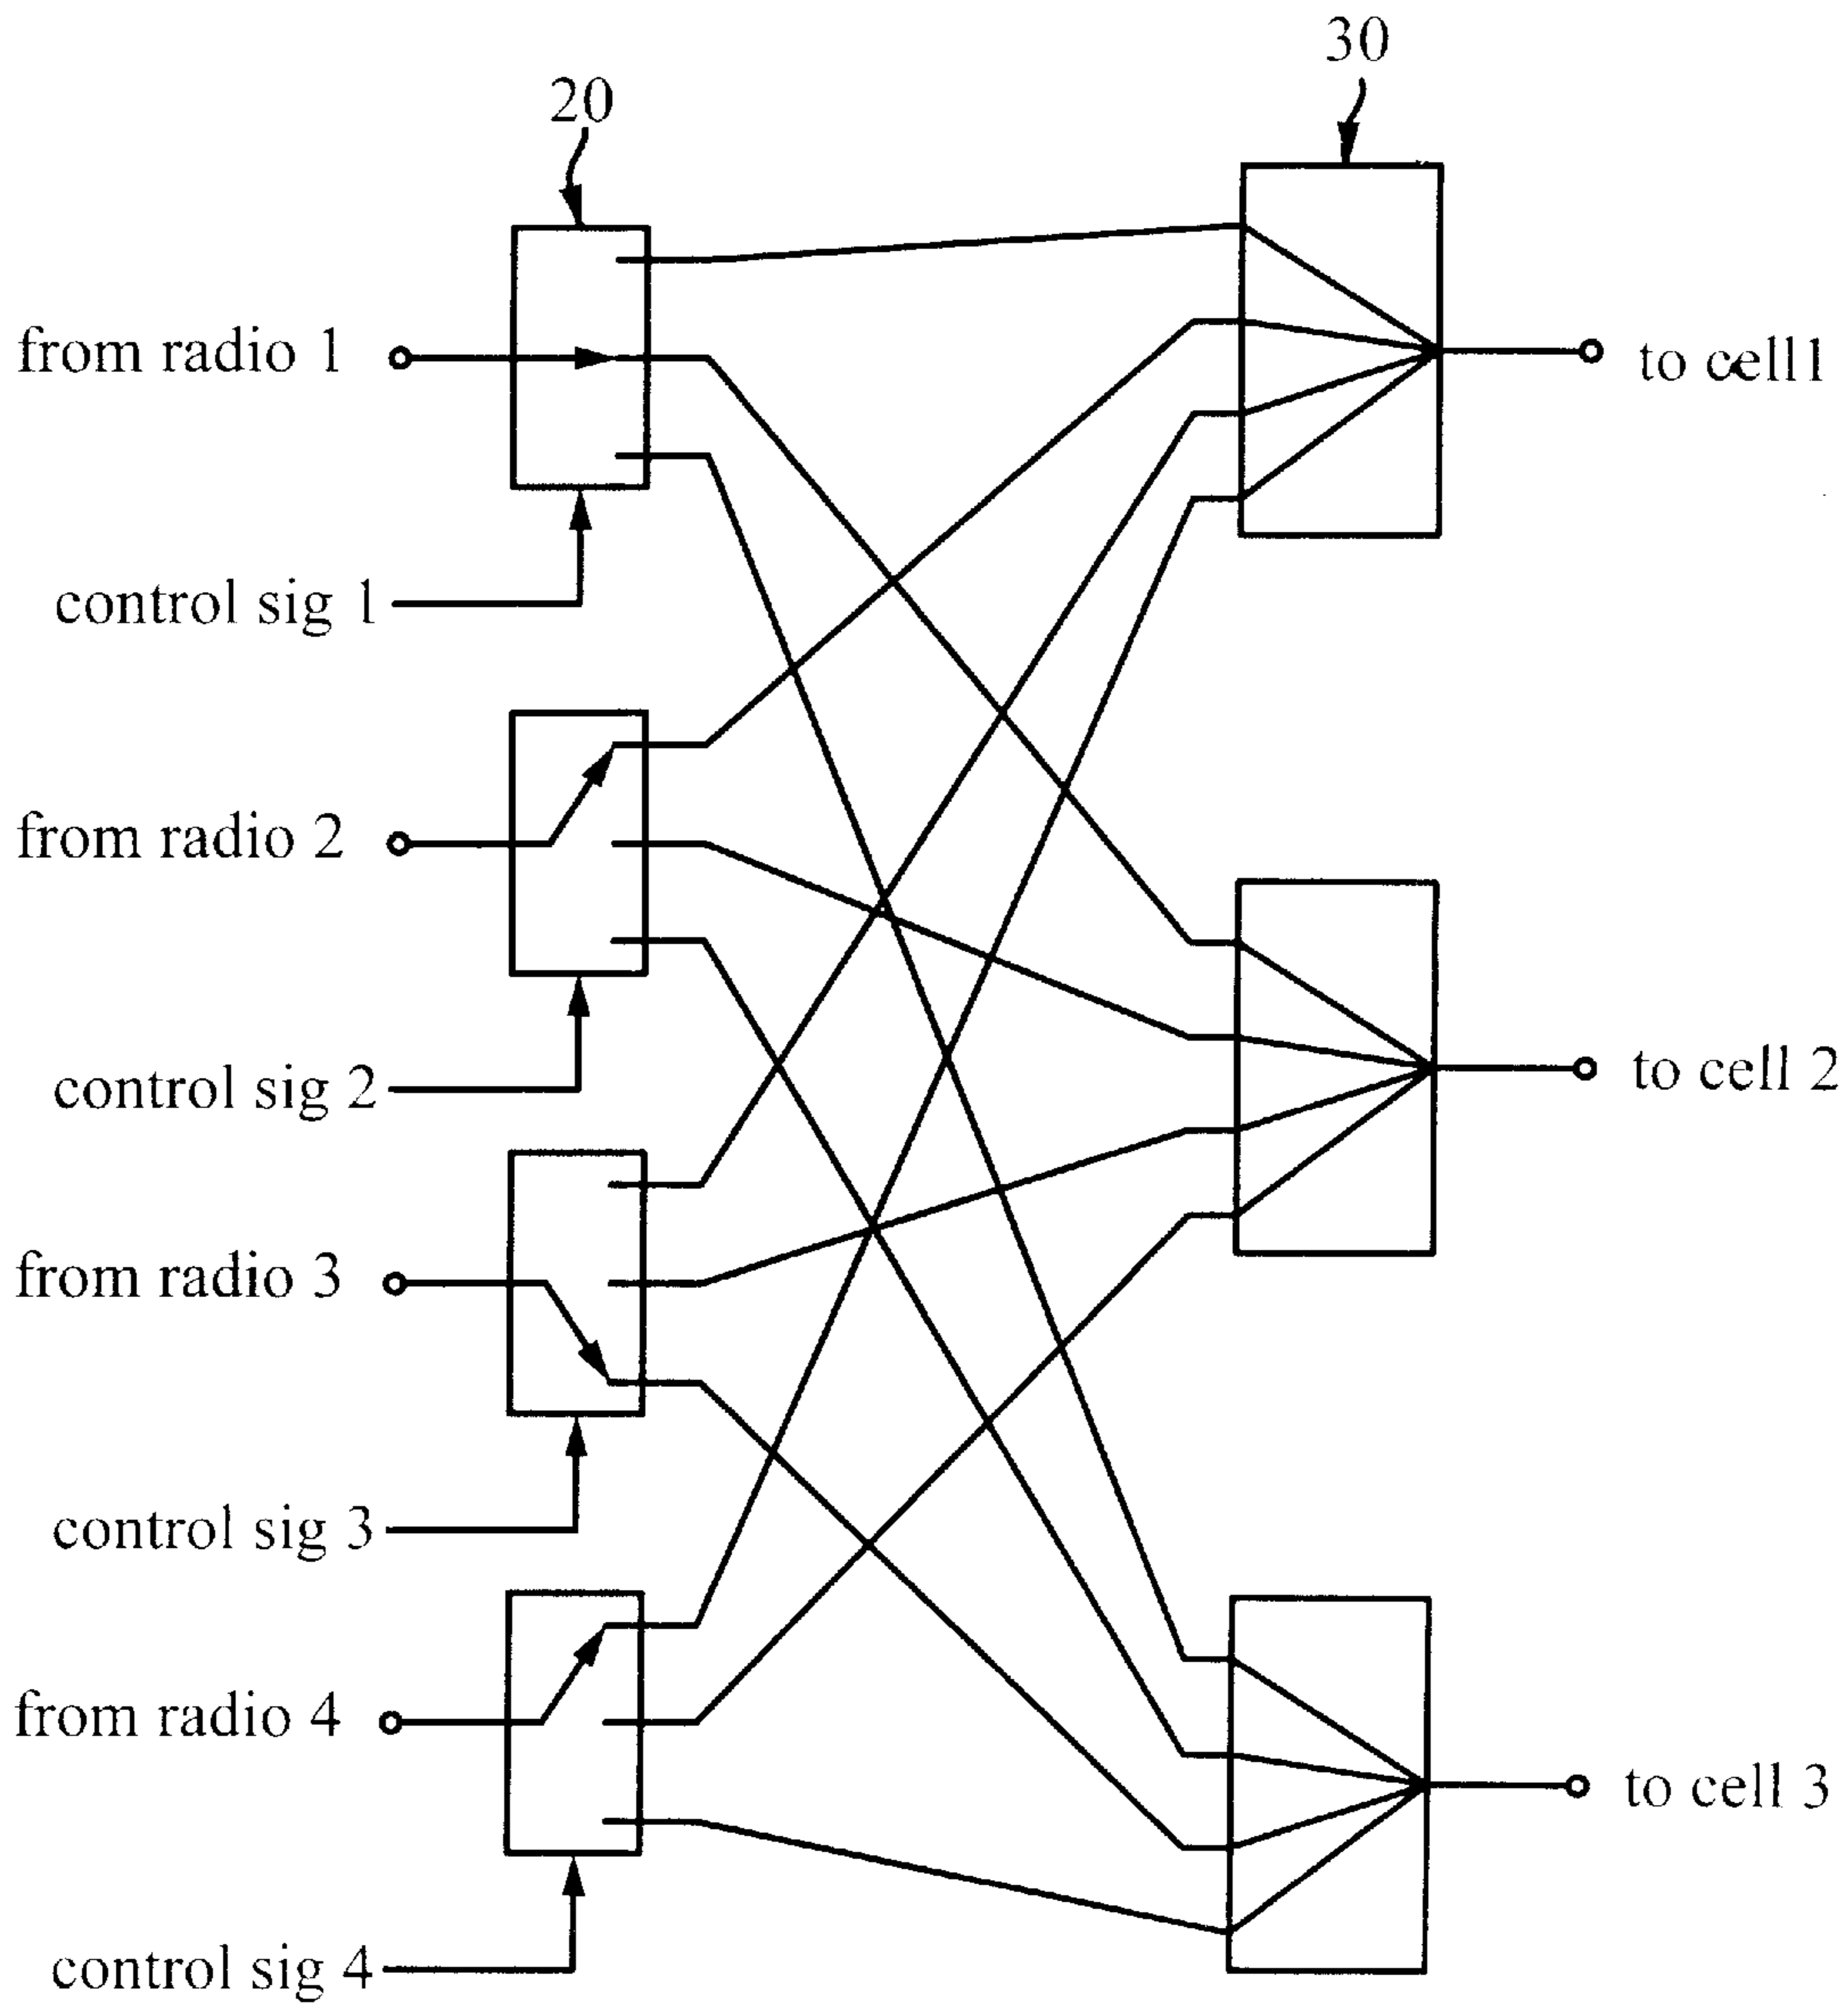 30
20
from radio 1
to cell1
control sig 1
from radio 2
control sig 2
to cell 2
from radio 3
control sig 3
from radio 4
to cell 3
control sig 4